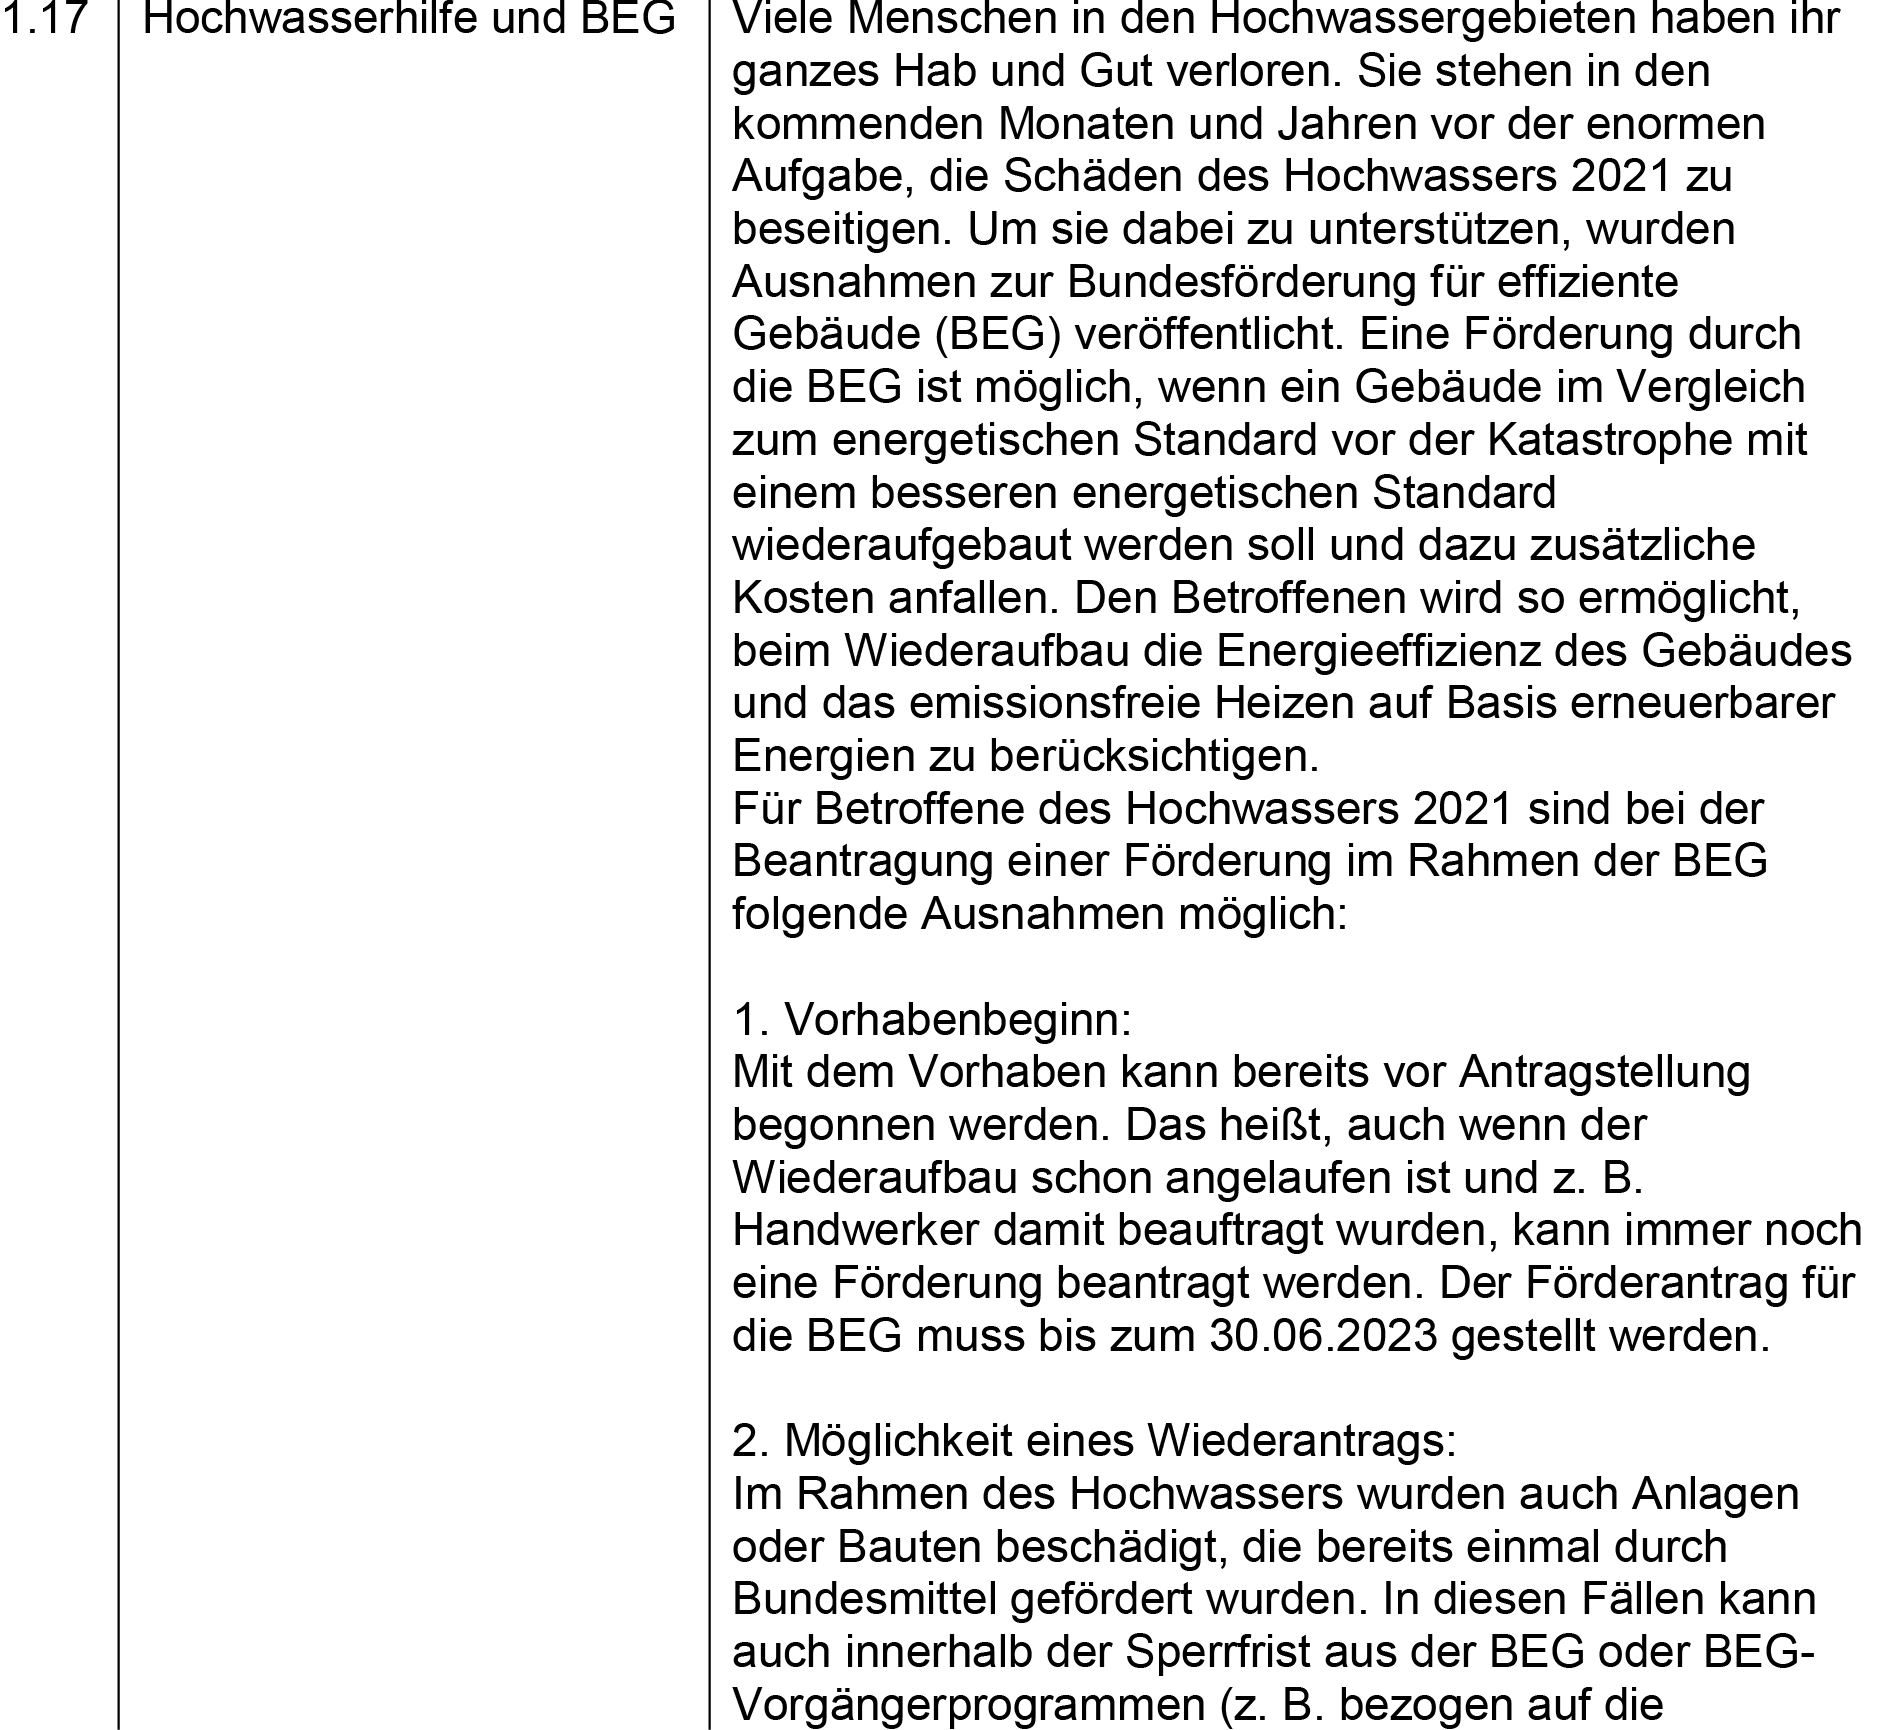 1.17 Hochwasserhilfe und BEG Viele Menschen in den Hochwassergebieten haben ihr
ganzes Hab und Gut verloren. Sie stehen in den
kommenden Monaten und Jahren vor der enormen
Aufgabe, die Schäden des Hochwassers 2021 zu
beseitigen. Um sie dabei zu unterstützen, wurden
Ausnahmen zur Bundesförderung für effiziente
Gebäude (BEG) veröffentlicht. Eine Förderung durch
die BEG ist möglich, wenn ein Gebäude im Vergleich
zum energetischen Standard vor der Katastrophe mit
einem besseren energetischen Standard
wiederaufgebaut werden soll und dazu zusätzliche
Kosten anfallen. Den Betroffenen wird so ermöglicht,
beim Wiederaufbau die Energieeffizienz des Gebäudes
und das emissionsfreie Heizen auf Basis erneuerbarer
Energien zu berücksichtigen.
Für Betroffene des Hochwassers 2021 sind bei der
Beantragung einer Förderung im Rahmen der BEG
folgende Ausnahmen möglich:
1. Vorhabenbeginn:
Mit dem Vorhaben kann bereits vor Antragstellung
begonnen werden. Das heißt, auch wenn der
Wiederaufbau schon angelaufen ist und z. B.
Handwerker damit beauftragt wurden, kann immer noch
eine Förderung beantragt werden. Der Förderantrag für
die BEG muss bis zum 30.06.2023 gestellt werden.
2. Möglichkeit eines Wiederantrags:
Im Rahmen des Hochwassers wurden auch Anlagen
oder Bauten beschädigt, die bereits einmal durch
Bundesmittel gefördert wurden. In diesen Fällen kann
auch innerhalb der Sperrfrist aus der BEG oder BEG-
Vorgängerprogrammen (z. B. bezogen auf die